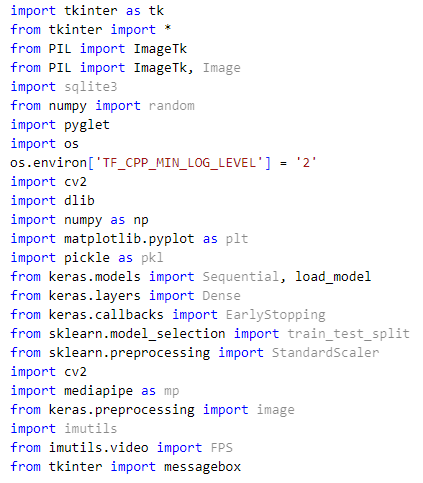 import tkinter as tk
from tkinter import *
from PIL import ImageTk
from PIL import ImageTk, Image
import sqlite3
from numpy import random
import pyglet
import os
os.environ['TF_CPP_MIN_LOG_LEVEL'] = '2'
import cv2
import dlib
import numpy as np
import matplotlib.pyplot as plt
import pickle as pkl
from keras.models import Sequential, load_model
from keras.layers import Dense
from keras.callbacks import EarlyStopping
from sklearn.model_selection import train_test_split
from sklearn.preprocessing import StandardScaler
import cv2
import mediapipe as mp
from keras.preprocessing import image
import imutils
from imutils.video import FPS
from tkinter import messagebox